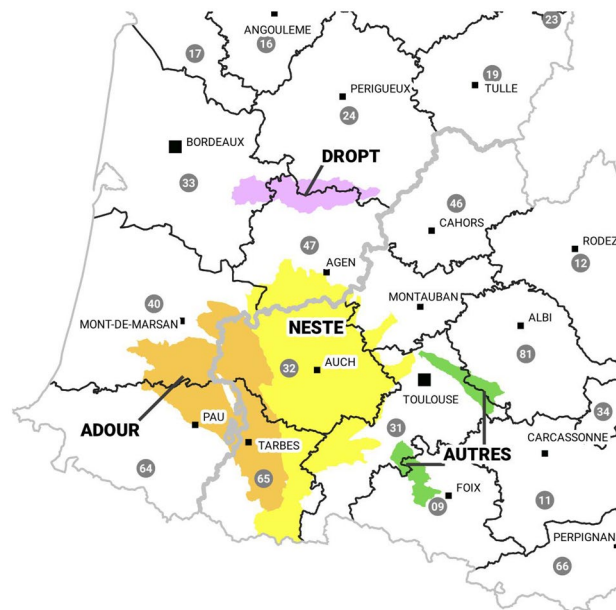 17
ANGOULEME
16
23
19
TULLE
PERIGUEUX
24
BORDEAUX
DROPT
33
46
CAHORS
47
RODEZ
12
AGEN
40
MONT-DE-MARSAN
MONTAUBAN
NESTE
ALBI
81
32
AUCH
TOULOUSE
34
ADOUR
PAU
31
CARCASSONNE
TARBES
AUTRES
64
65
FOIX
09
11
PERPIGNAN
66